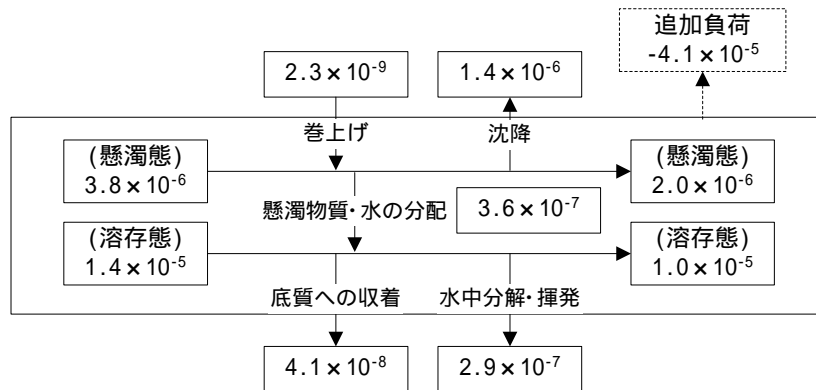 追加負荷
-4.1×10⁻⁵
2.3×10⁻⁹
1.4×10⁻⁶
巻上げ
沈降
(懸濁態)
3.8×10⁻⁶
(懸濁態)
2.0×10⁻⁶
懸濁物質・水の分配
3.6×10⁻⁷
(溶存態)
1.4×10⁻⁵
(溶存態)
1.0×10⁻⁵
底質への収着
水中分解・揮発
4.1×10⁻⁸
2.9×10⁻⁷